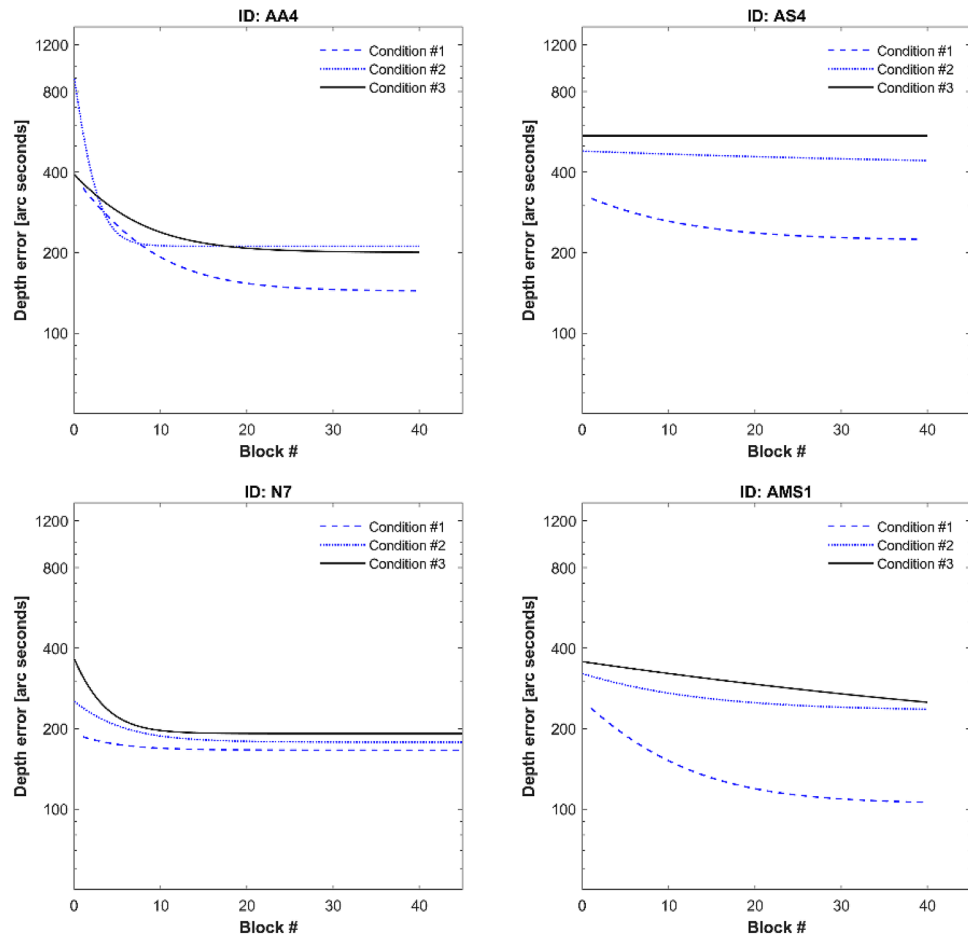 ID: AA4
Depth error [arc seconds]
1200
800
400
200
100
Condition #1
Condition #2
Condition #3
0 10 20 30 40
Block #
ID: AS4
Depth error [arc seconds]
1200
800
400
200
100
Condition #1
Condition #2
Condition #3
0 10 20 30 40
Block #
ID: N7
Depth error [arc seconds]
1200
800
400
200
100
Condition #1
Condition #2
Condition #3
0 10 20 30 40
Block #
ID: AMS1
Depth error [arc seconds]
1200
800
400
200
100
Condition #1
Condition #2
Condition #3
0 10 20 30 40
Block #